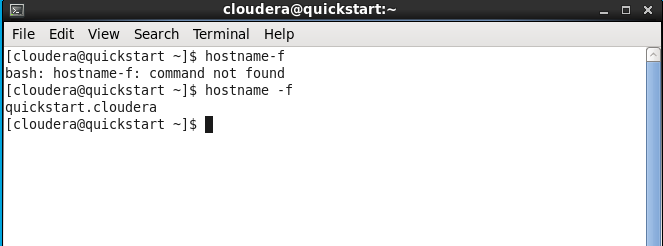 cloudera@quickstart:~
File Edit View Search Terminal Help
[cloudera@quickstart ~]$ hostname-f
bash: hostname-f: command not found
[cloudera@quickstart ~]$ hostname -f
quickstart.cloudera
[cloudera@quickstart ~]$